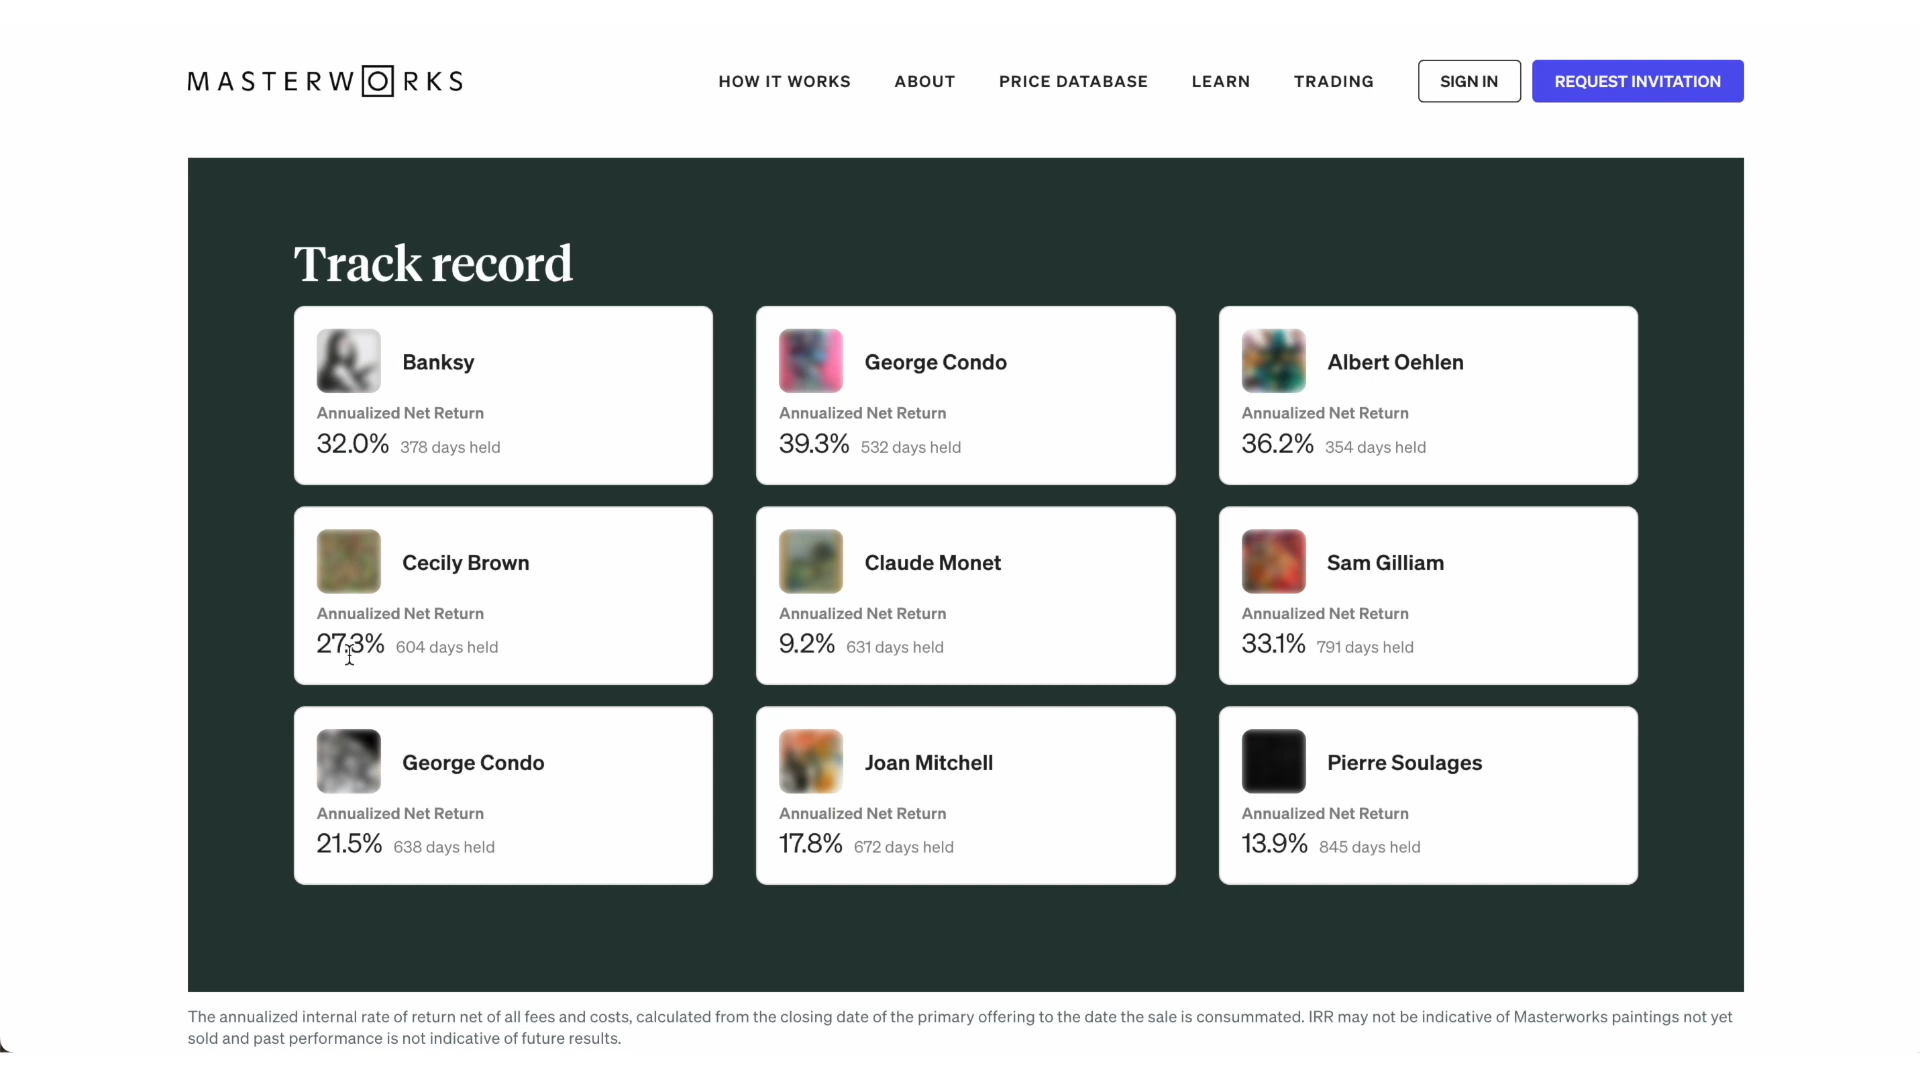 MASTERWORKS
HOW IT WORKS
ABOUT
PRICE DATABASE
LEARN
TRADING
SIGN IN
REQUEST INVITATION
Track record
Banksy
Annualized Net Return
32.0% 378 days held
George Condo
Annualized Net Return
39.3% 532 days held
Albert Oehlen
Annualized Net Return
36.2% 354 days held
Cecily Brown
Annualized Net Return
27.3% 604 days held
Claude Monet
Annualized Net Return
9.2% 631 days held
Sam Gilliam
Annualized Net Return
33.1% 791 days held
George Condo
Annualized Net Return
21.5% 638 days held
Joan Mitchell
Annualized Net Return
17.8% 672 days held
Pierre Soulages
Annualized Net Return
13.9% 845 days held
The annualized internal rate of return net of all fees and costs, calculated from the closing date of the primary offering to the date the sale is consummated. IRR may not be indicative of Masterworks paintings not yet
sold and past performance is not indicative of future results.